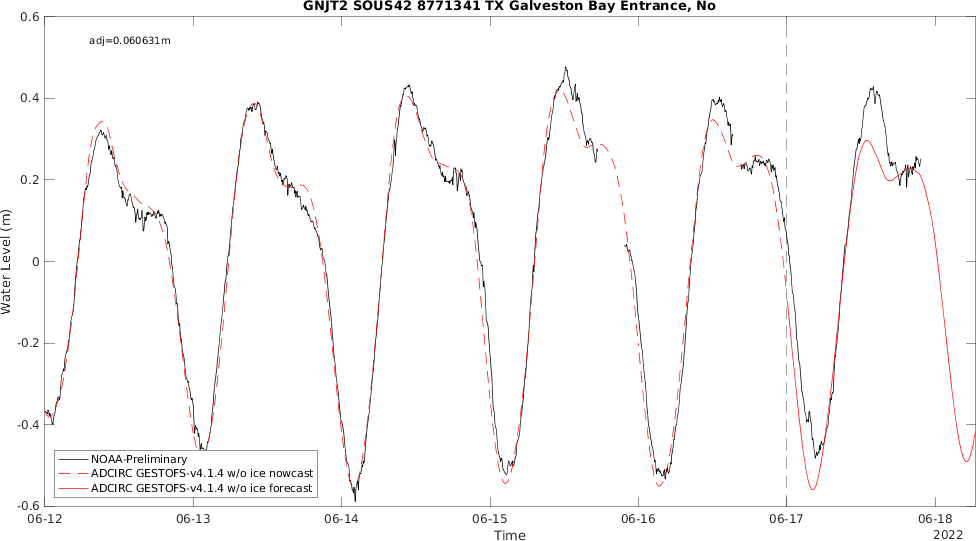 GNJT2 SOUS42 8771341 TX Galveston Bay Entrance, No
adj=0.060631m
Water Level (m)
0.6
0.4
0.2
0
-0.2
-0.4
-0.6
NOAA-Preliminary
ADCIRC GESTOFS-v4.1.4 w/o ice nowcast
ADCIRC GESTOFS-v4.1.4 w/o ice forecast
06-12 06-13 06-14 06-15 06-16 06-17 06-18
Time
2022